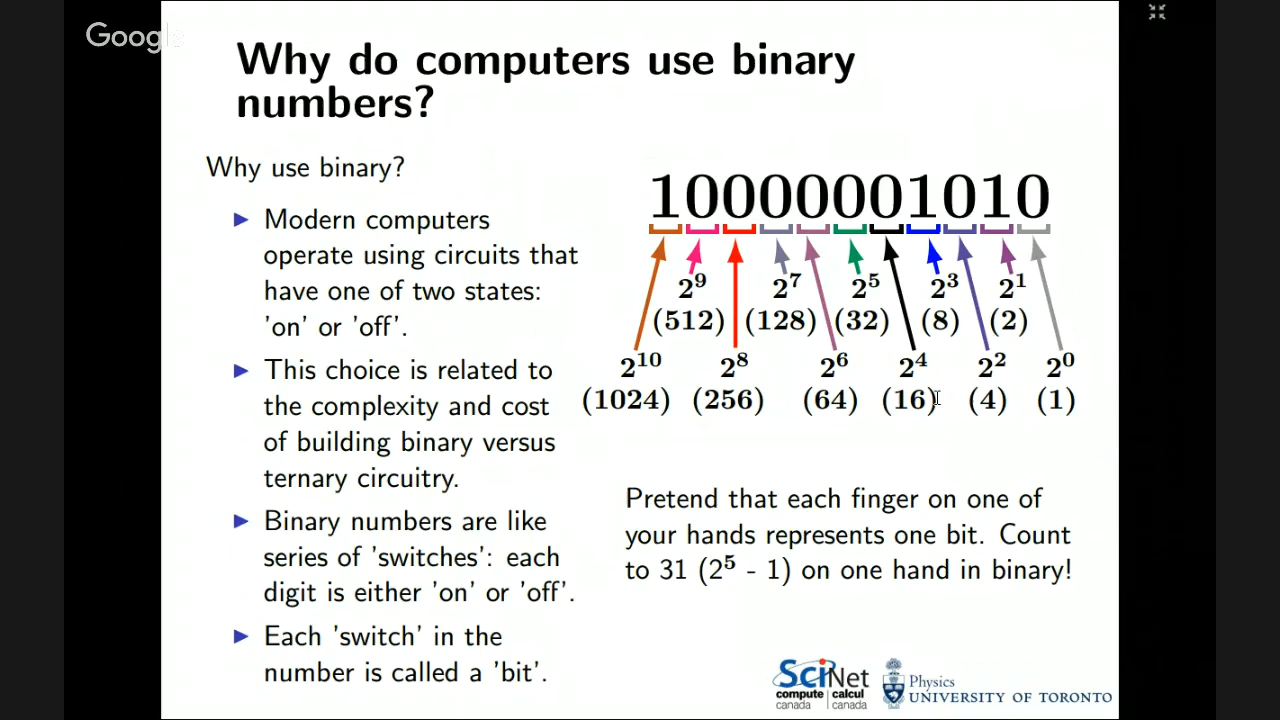 Google
Why do computers use binary
numbers?
Why use binary?
Modern computers
operate using circuits that
have one of two states:
'on' or 'off'.
This choice is related to
the complexity and cost
of building binary versus
ternary circuitry.
Binary numbers are like
series of 'switches': each
digit is either 'on' or 'off'.
Each 'switch' in the
number is called a 'bit'.
10000001010
2⁹ 2⁷ 2⁵ 2³ 2¹
(512) (128) (32) (8) (2)
2¹⁰ 2⁸ 2⁶ 2⁴ 2² 2⁰
(1024) (256) (64) (16) (4) (1)
Pretend that each finger on one of
your hands represents one bit. Count
to 31 (2⁵ - 1) on one hand in binary!
SciNet
compute | calcul
canada | canada
Physics
UNIVERSITY OF TORONTO